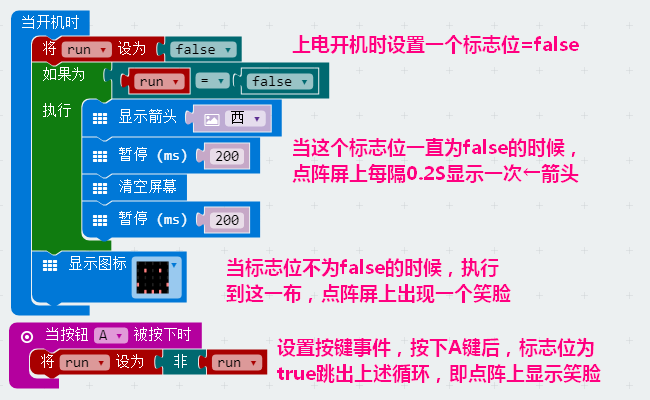 当开机时
将 run 设为 false
上电开机时设置一个标志位=false
如果为 run = false
执行
显示箭头 西
暂停 (ms) 200
清空屏幕
暂停 (ms) 200
当这个标志位一直为false的时候，
点阵屏上每隔0.2S显示一次←箭头
显示图标
当标志位不为false的时候，执行
到这一布，点阵屏上出现一个笑脸
当按钮 A 被按下时
将 run 设为 非 run
设置按键事件，按下A键后，标志位为
true跳出上述循环，即点阵上显示笑脸